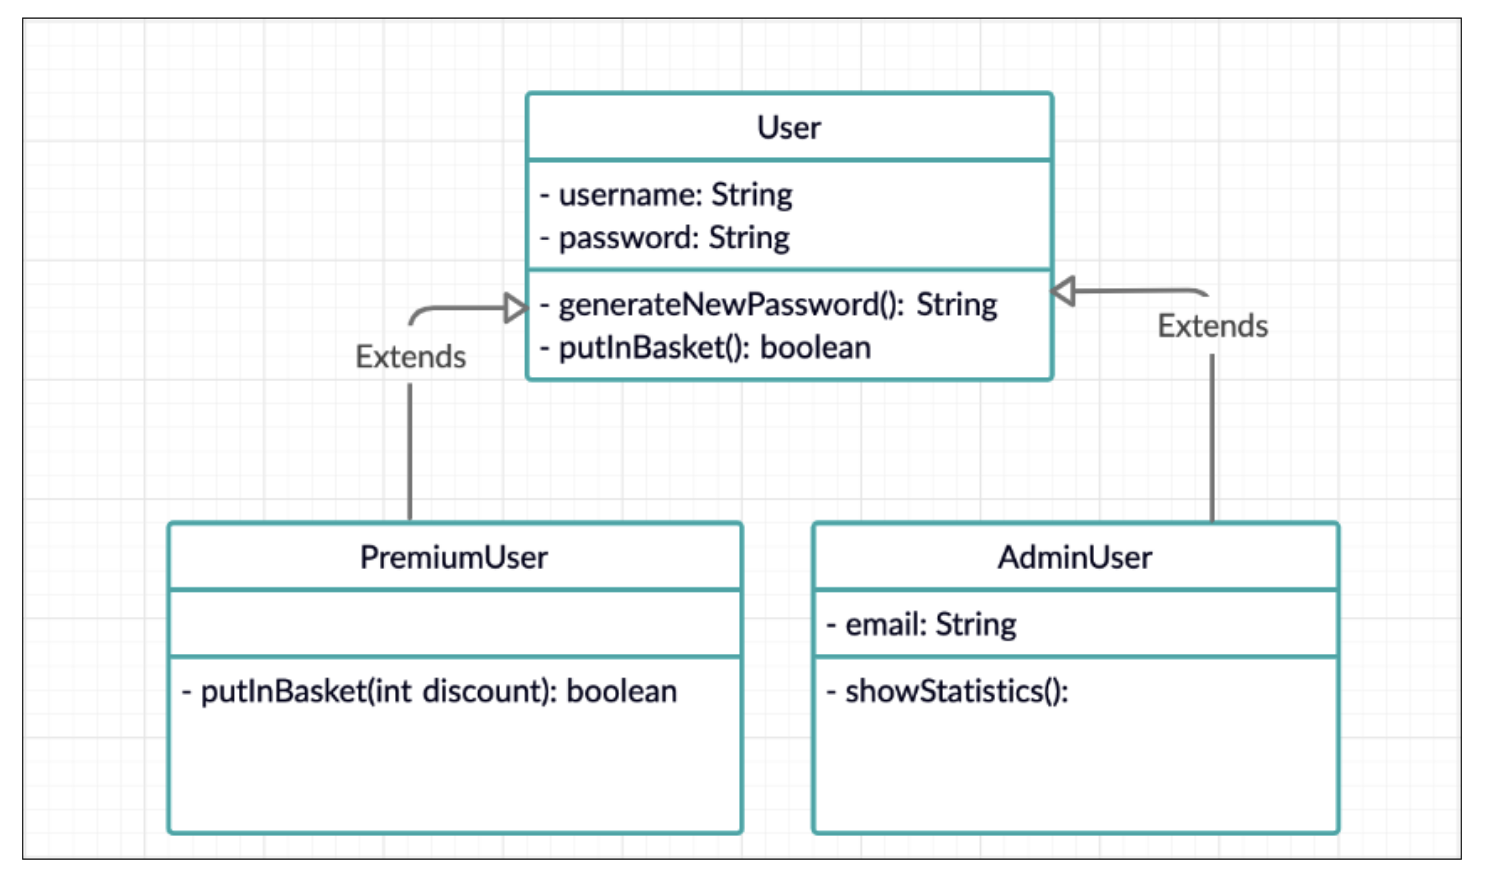 User
- username: String
- password: String
- generateNewPassword(): String
- putInBasket(): boolean
Extends
Extends
PremiumUser
- putInBasket(int discount): boolean
AdminUser
- email: String
- showStatistics():